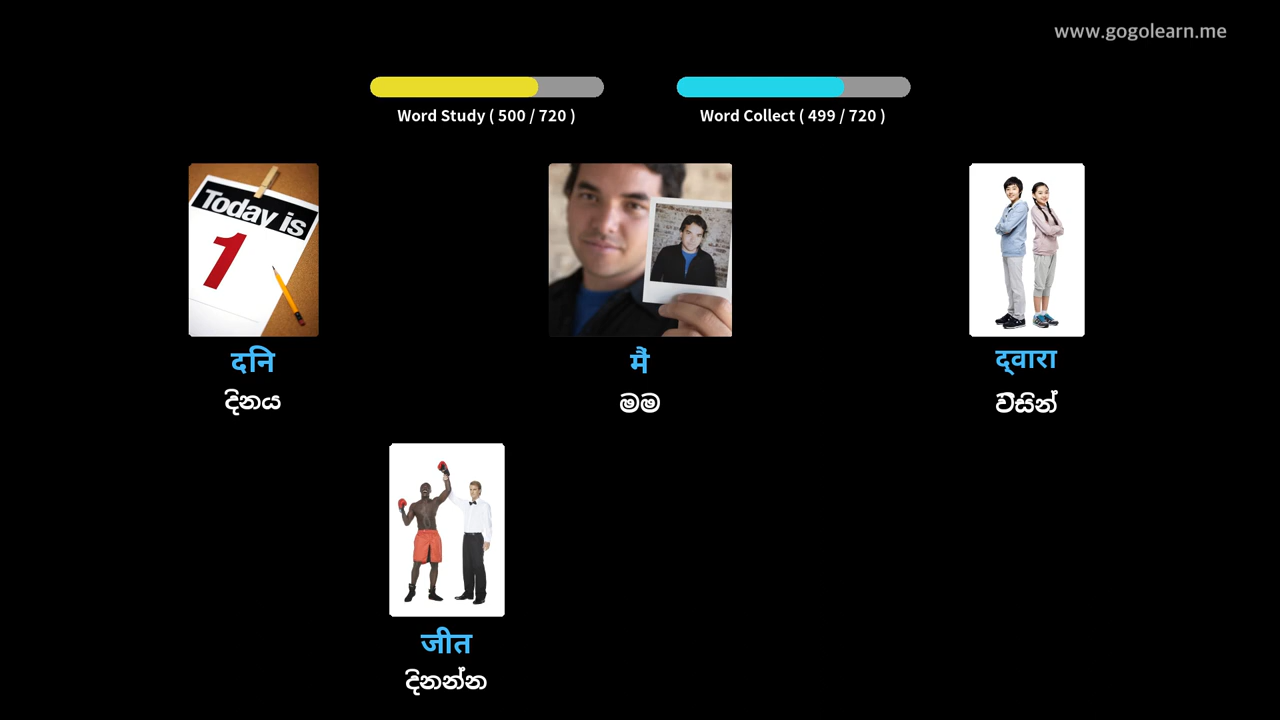 www.gogolearn.me
Word Study ( 500 / 720 )
Word Collect ( 499 / 720 )
Today is
1
दनि
मैं
द्वारा
දිනය
මම
විසින්
जीत
දිනන්න